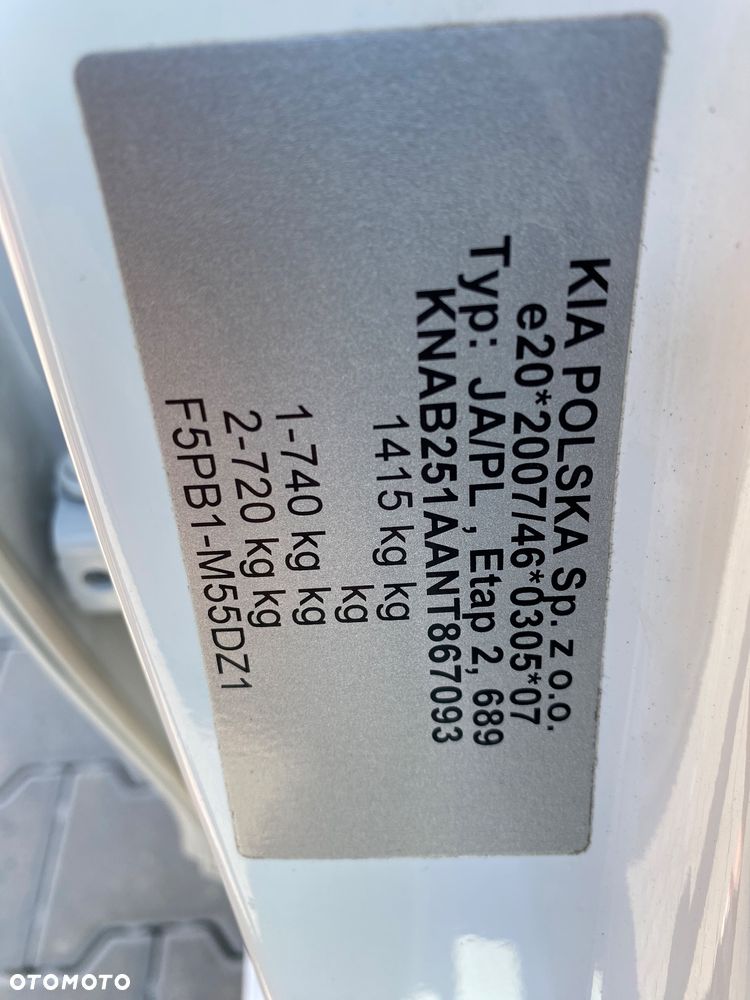 KIA POLSKA Sp. z o.o.
e20*2007/46*0305*07
Typ: JA/PL , Etap 2, 689
KNAB251AANT867093
1415 kg kg
kg
1-740 kg kg
2-720 kg kg
F5PB1-M55DZ1
OTOMOTO